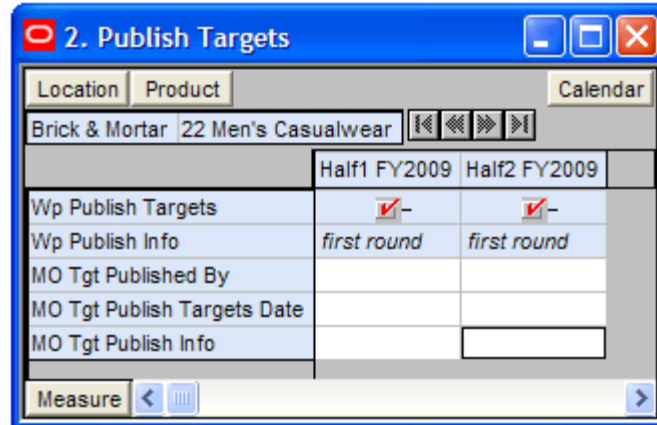 2. Publish Targets
Location Product Calendar
Brick & Mortar 22 Men's Casualwear
Half1 FY2009 Half2 FY2009
Wp Publish Targets
Wp Publish Info first round first round
MO Tgt Published By
MO Tgt Publish Targets Date
MO Tgt Publish Info
Measure